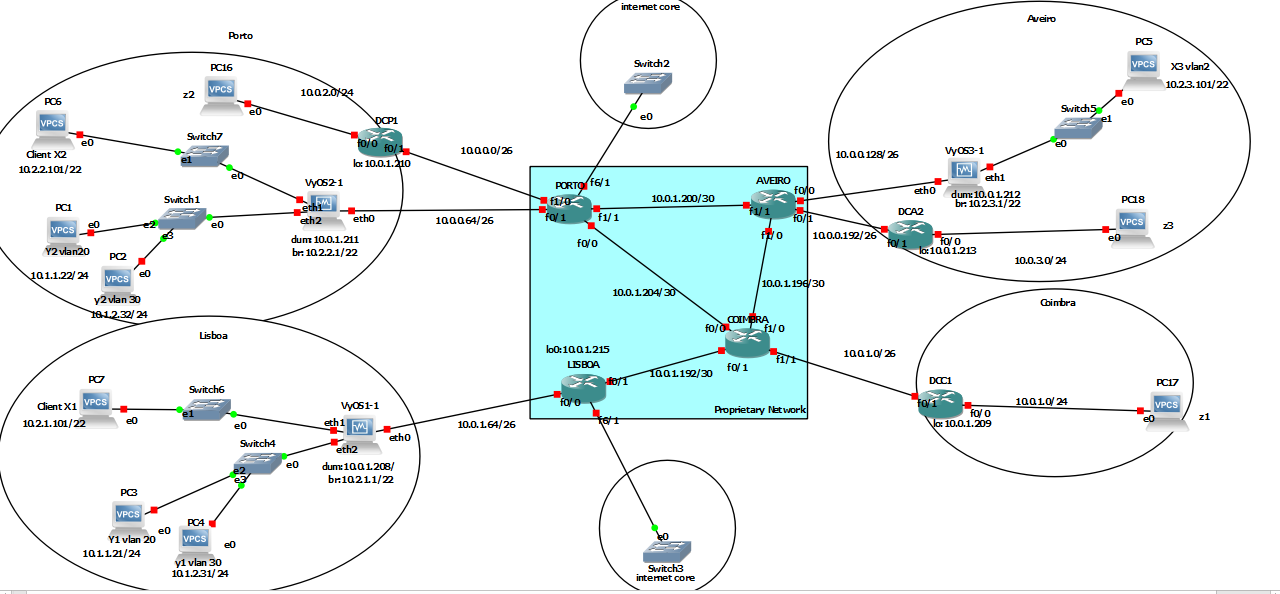 internet core
Switch2
e0
Porto
PC16
VPCS
z2
e0
10.0.2.0/24
DCP1
f0/0
f0/1
lo:10.0.1.210
PC6
VPCS
e0
Client X2
10.2.2.101/22
Switch7
e1
e0
PC1
VPCS
e0
Y2 vlan20
10.1.1.22/24
Switch1
e2
e3
e0
PC2
VPCS
e0
y2 vlan 30
10.1.2.32/24
VyOS2-1
eth1
eth2
eth0
dum:10.0.1.211
br:10.2.2.1/22
10.0.0.0/26
10.0.0.64/26
PORTO
f6/1
f1/0
f0/1
f1/1
f0/0
10.0.1.200/30
AVEIRO
f0/0
f1/1
f0/1
f1/0
10.0.1.204/30
10.0.1.196/30
COIMBRA
f0/0
f1/0
f0/1
f1/1
lo0:10.0.1.215
LISBOA
f0/1
f0/0
f6/1
10.0.1.192/30
Proprietary Network
Aveiro
PC5
VPCS
X3 vlan2
10.2.3.101/22
e0
Switch5
e1
e0
10.0.0.128/26
VyOS3-1
eth1
eth0
dum:10.0.1.212
br:10.2.3.1/22
PC18
VPCS
z3
e0
DCA2
f0/1
f0/0
lo:10.0.1.213
10.0.0.192/26
10.0.3.0/24
Coimbra
10.0.1.0/26
DCC1
f0/1
f0/0
lo:10.0.1.209
10.0.1.0/24
PC17
VPCS
e0
z1
Lisboa
PC7
VPCS
Client X1
10.2.1.101/22
e0
Switch6
e1
e0
VyOS1-1
eth1
eth2
eth0
dum:10.0.1.208/
br:10.2.1.1/22
10.0.1.64/26
Switch4
e2
e3
e0
PC3
VPCS
e0
Y1 vlan 20
10.1.1.21/24
PC4
VPCS
e0
y1 vlan 30
10.1.2.31/24
e0
Switch3
internet core